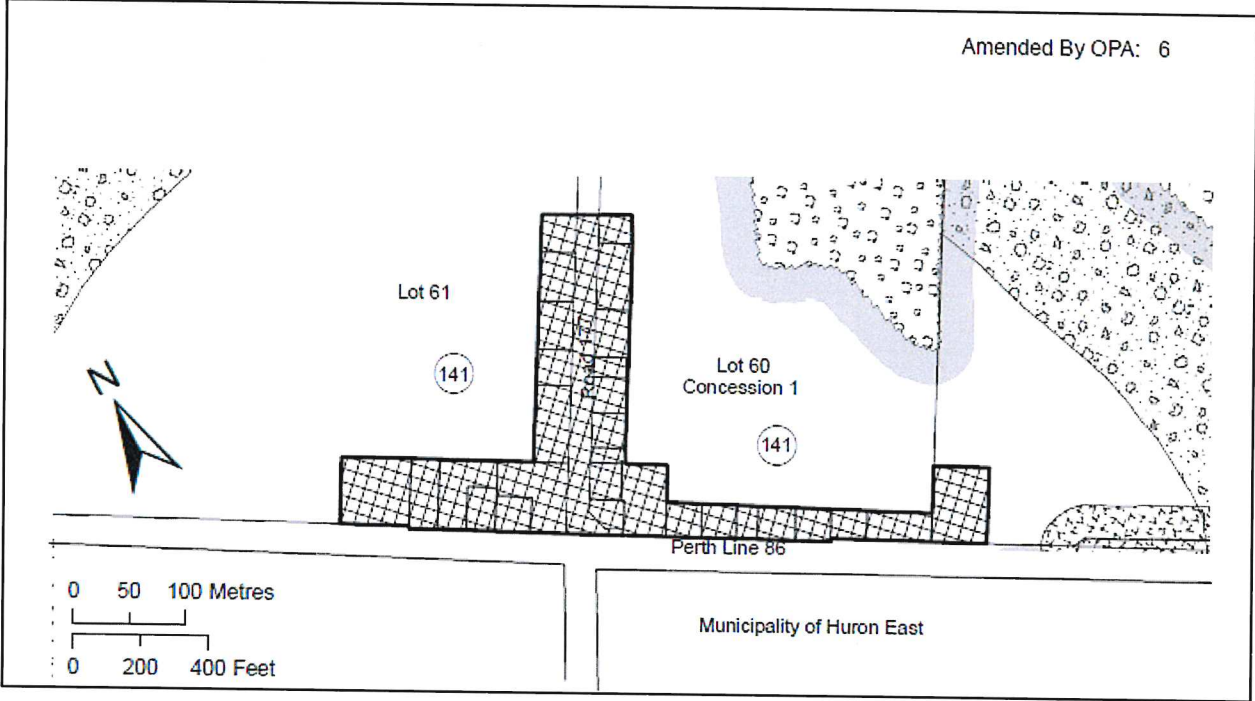 Amended By OPA: 6
Lot 61
141
Lot 60
Concession 1
141
N
Perth Line 86
0 50 100 Metres
0 200 400 Feet
Municipality of Huron East